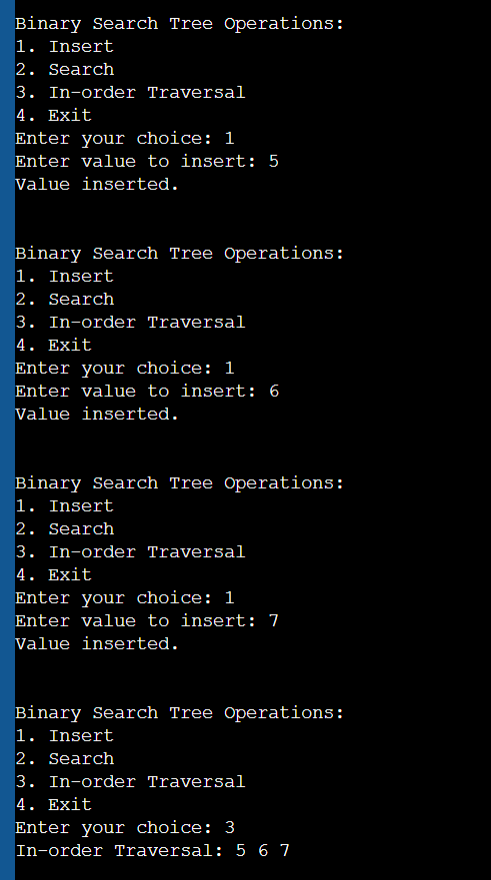 Binary Search Tree Operations:
1. Insert
2. Search
3. In-order Traversal
4. Exit
Enter your choice: 1
Enter value to insert: 5
Value inserted.
Binary Search Tree Operations:
1. Insert
2. Search
3. In-order Traversal
4. Exit
Enter your choice: 1
Enter value to insert: 6
Value inserted.
Binary Search Tree Operations:
1. Insert
2. Search
3. In-order Traversal
4. Exit
Enter your choice: 1
Enter value to insert: 7
Value inserted.
Binary Search Tree Operations:
1. Insert
2. Search
3. In-order Traversal
4. Exit
Enter your choice: 3
In-order Traversal: 5 6 7